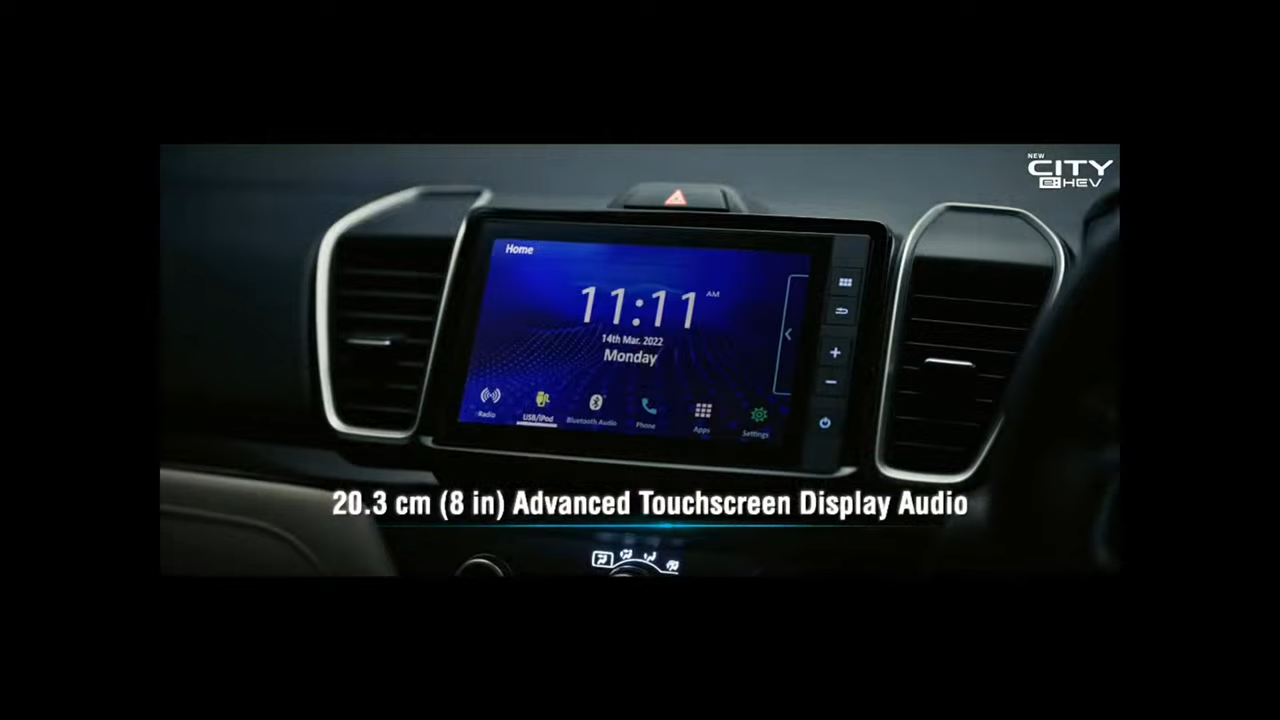 NEW
CITY
e:HEV
Home
11:11 AM
14th Mar. 2022
Monday
Radio
USB/iPod
Bluetooth Audio
Phone
Apps
Settings
20.3 cm (8 in) Advanced Touchscreen Display Audio